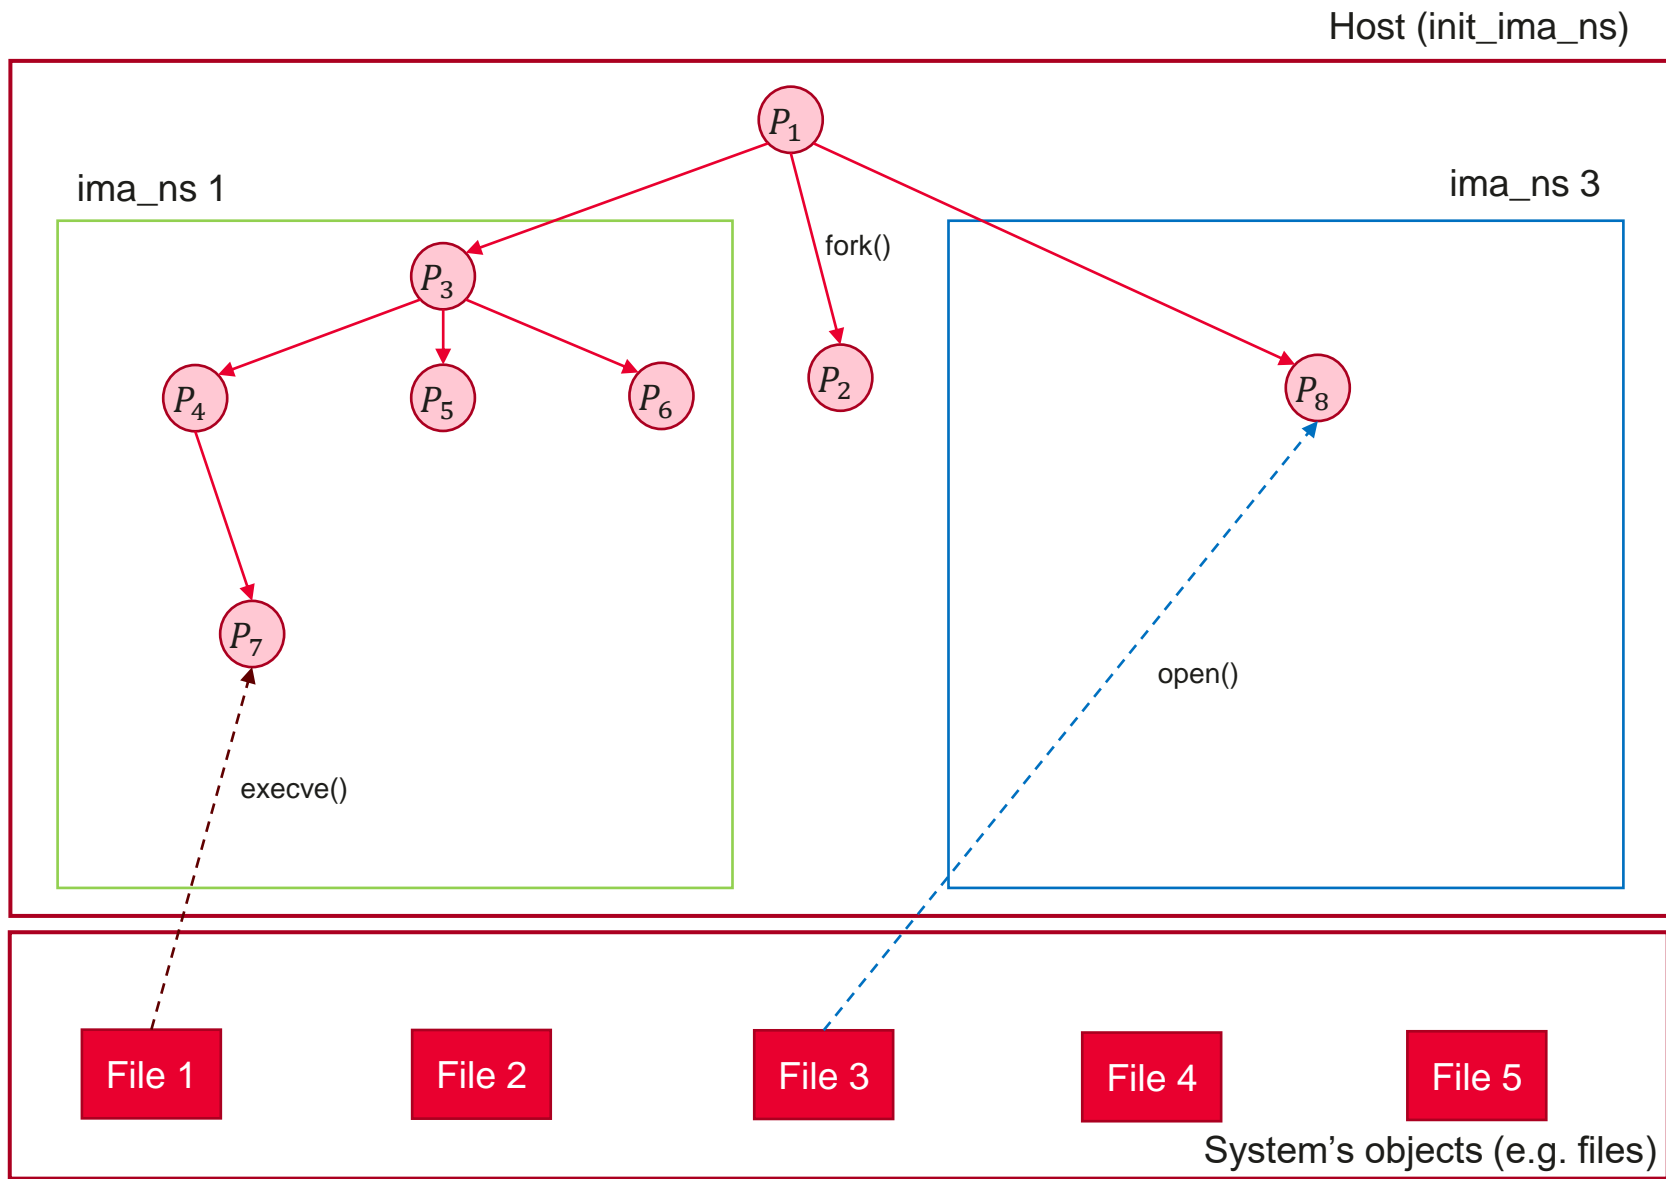 Host (init_ima_ns)
P₁
ima_ns 1
ima_ns 3
fork()
P₃
P₄
P₅
P₆
P₂
P₈
P₇
open()
execve()
File 1
File 2
File 3
File 4
File 5
System’s objects (e.g. files)